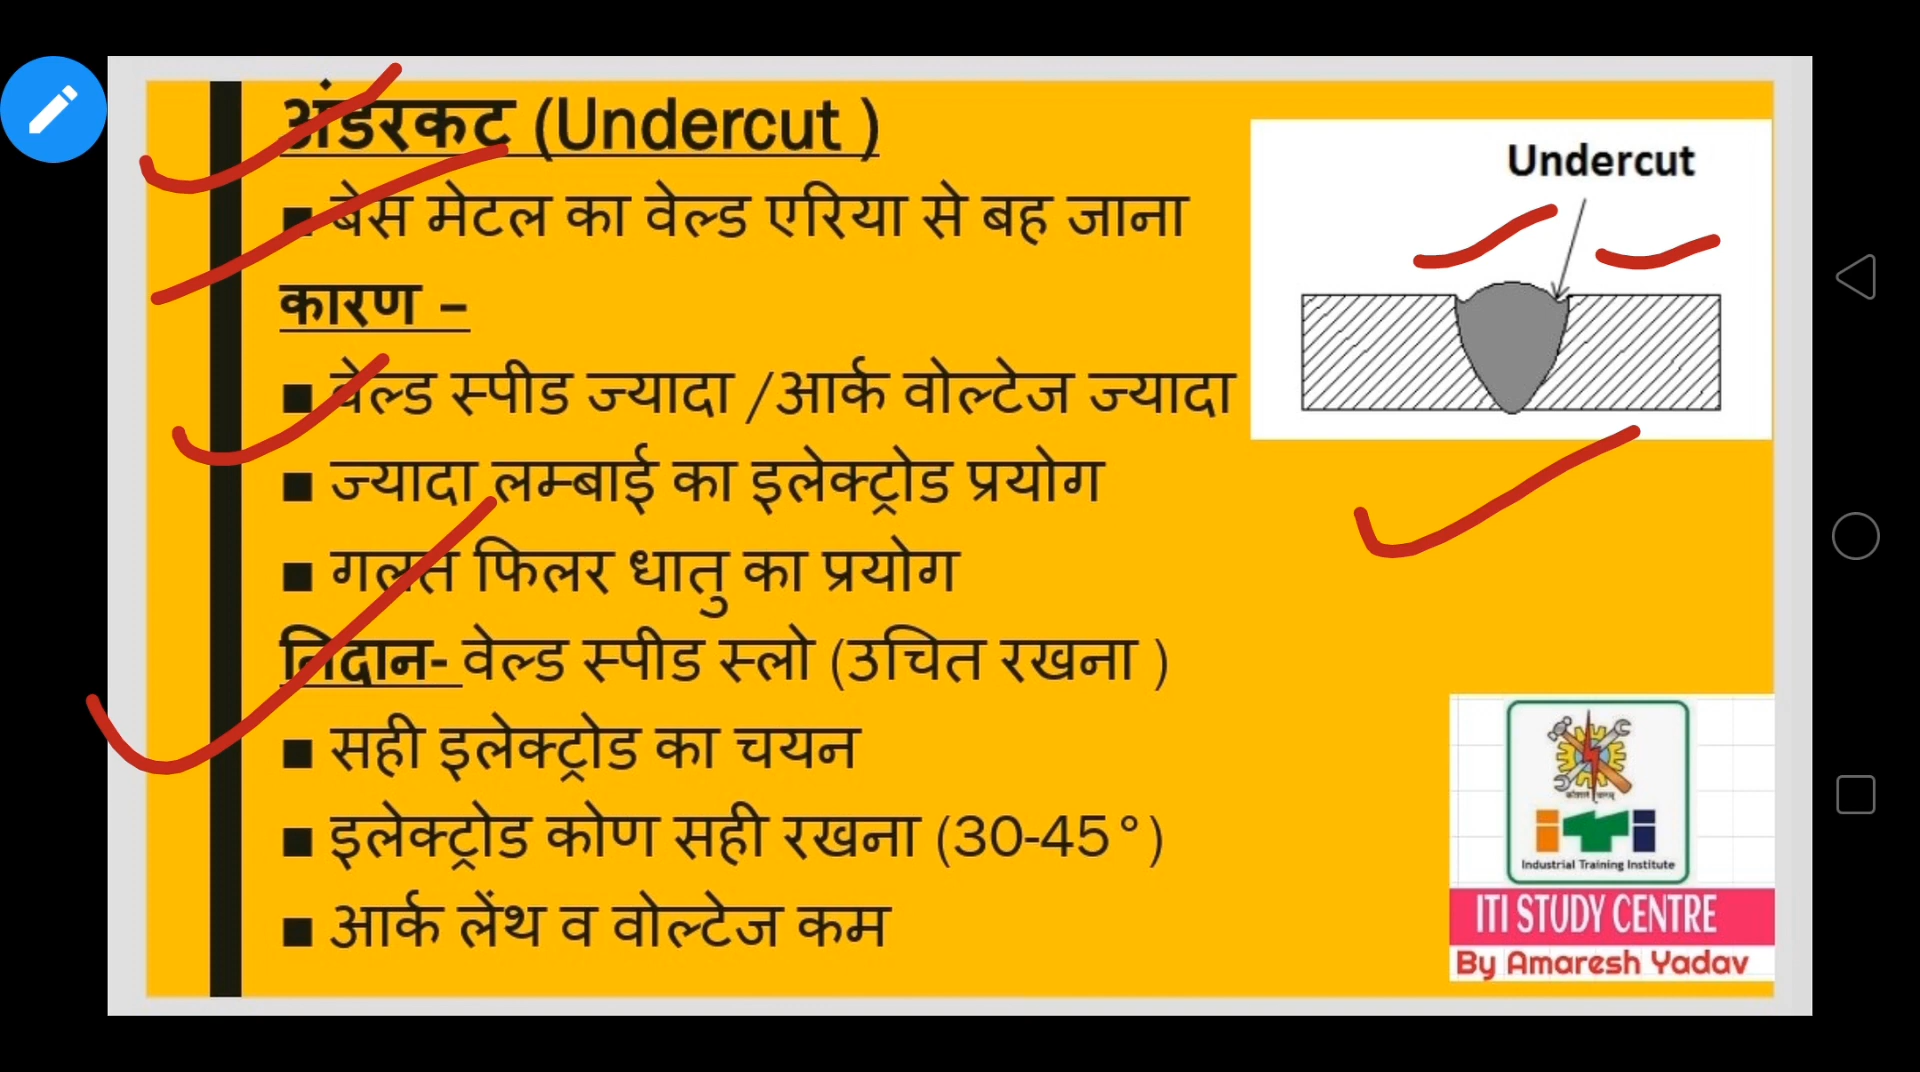 अंडरकट (Undercut )
▪ बेस मेटल का वेल्ड एरिया से बह जाना
कारण –
▪ वेल्ड स्पीड ज्यादा /आर्क वोल्टेज ज्यादा
▪ ज्यादा लम्बाई का इलेक्ट्रोड प्रयोग
▪ गलत फिलर धातु का प्रयोग
निदान- वेल्ड स्पीड स्लो (उचित रखना )
▪ सही इलेक्ट्रोड का चयन
▪ इलेक्ट्रोड कोण सही रखना (30-45°)
▪ आर्क लेंथ व वोल्टेज कम
Undercut
iTi
Industrial Training Institute
ITI STUDY CENTRE
By Amaresh Yadav